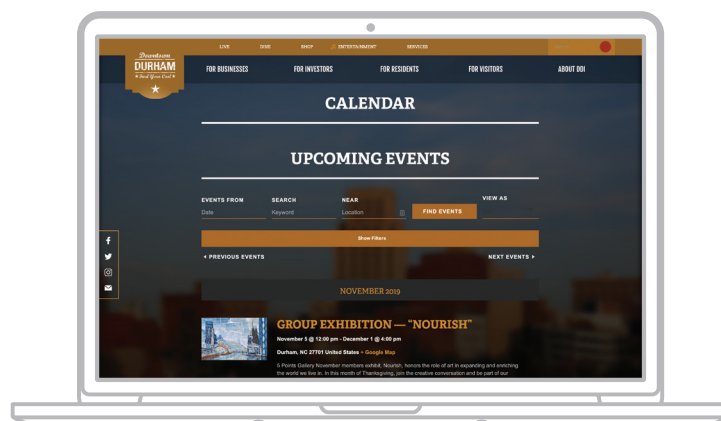 LIVE DINE SHOP ENTERTAINMENT SERVICES
Downtown
DURHAM
Find Your Cool
FOR BUSINESSES FOR INVESTORS FOR RESIDENTS FOR VISITORS ABOUT DDI
CALENDAR
UPCOMING EVENTS
EVENTS FROM SEARCH NEAR VIEW AS
Date Keyword Location FIND EVENTS
Show Filters
PREVIOUS EVENTS NEXT EVENTS
NOVEMBER 2019
GROUP EXHIBITION — “NOURISH”
November 5 @ 12:00 pm - December 1 @ 4:00 pm
Durham, NC 27701 United States + Google Map
5 Points Gallery November members exhibit, Nourish, honors the role of art in expanding and enriching
the world we live in. In this month of Thanksgiving, join the creative conversation and be part of our